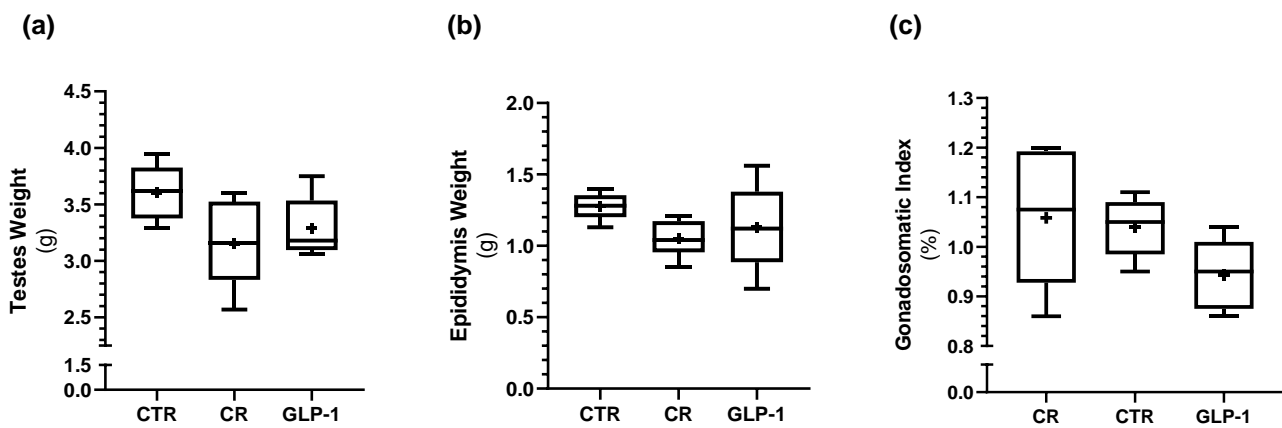 (a)
(b)
(c)
Testes Weight
(g)
4.5
4.0
3.5
3.0
2.5
1.5
0.0
CTR CR GLP-1
Epididymis Weight
(g)
2.0
1.5
1.0
0.5
0.0
CTR CR GLP-1
Gonadosomatic Index
(%)
1.3
1.2
1.1
1.0
0.9
0.8
0.0
CR CTR GLP-1